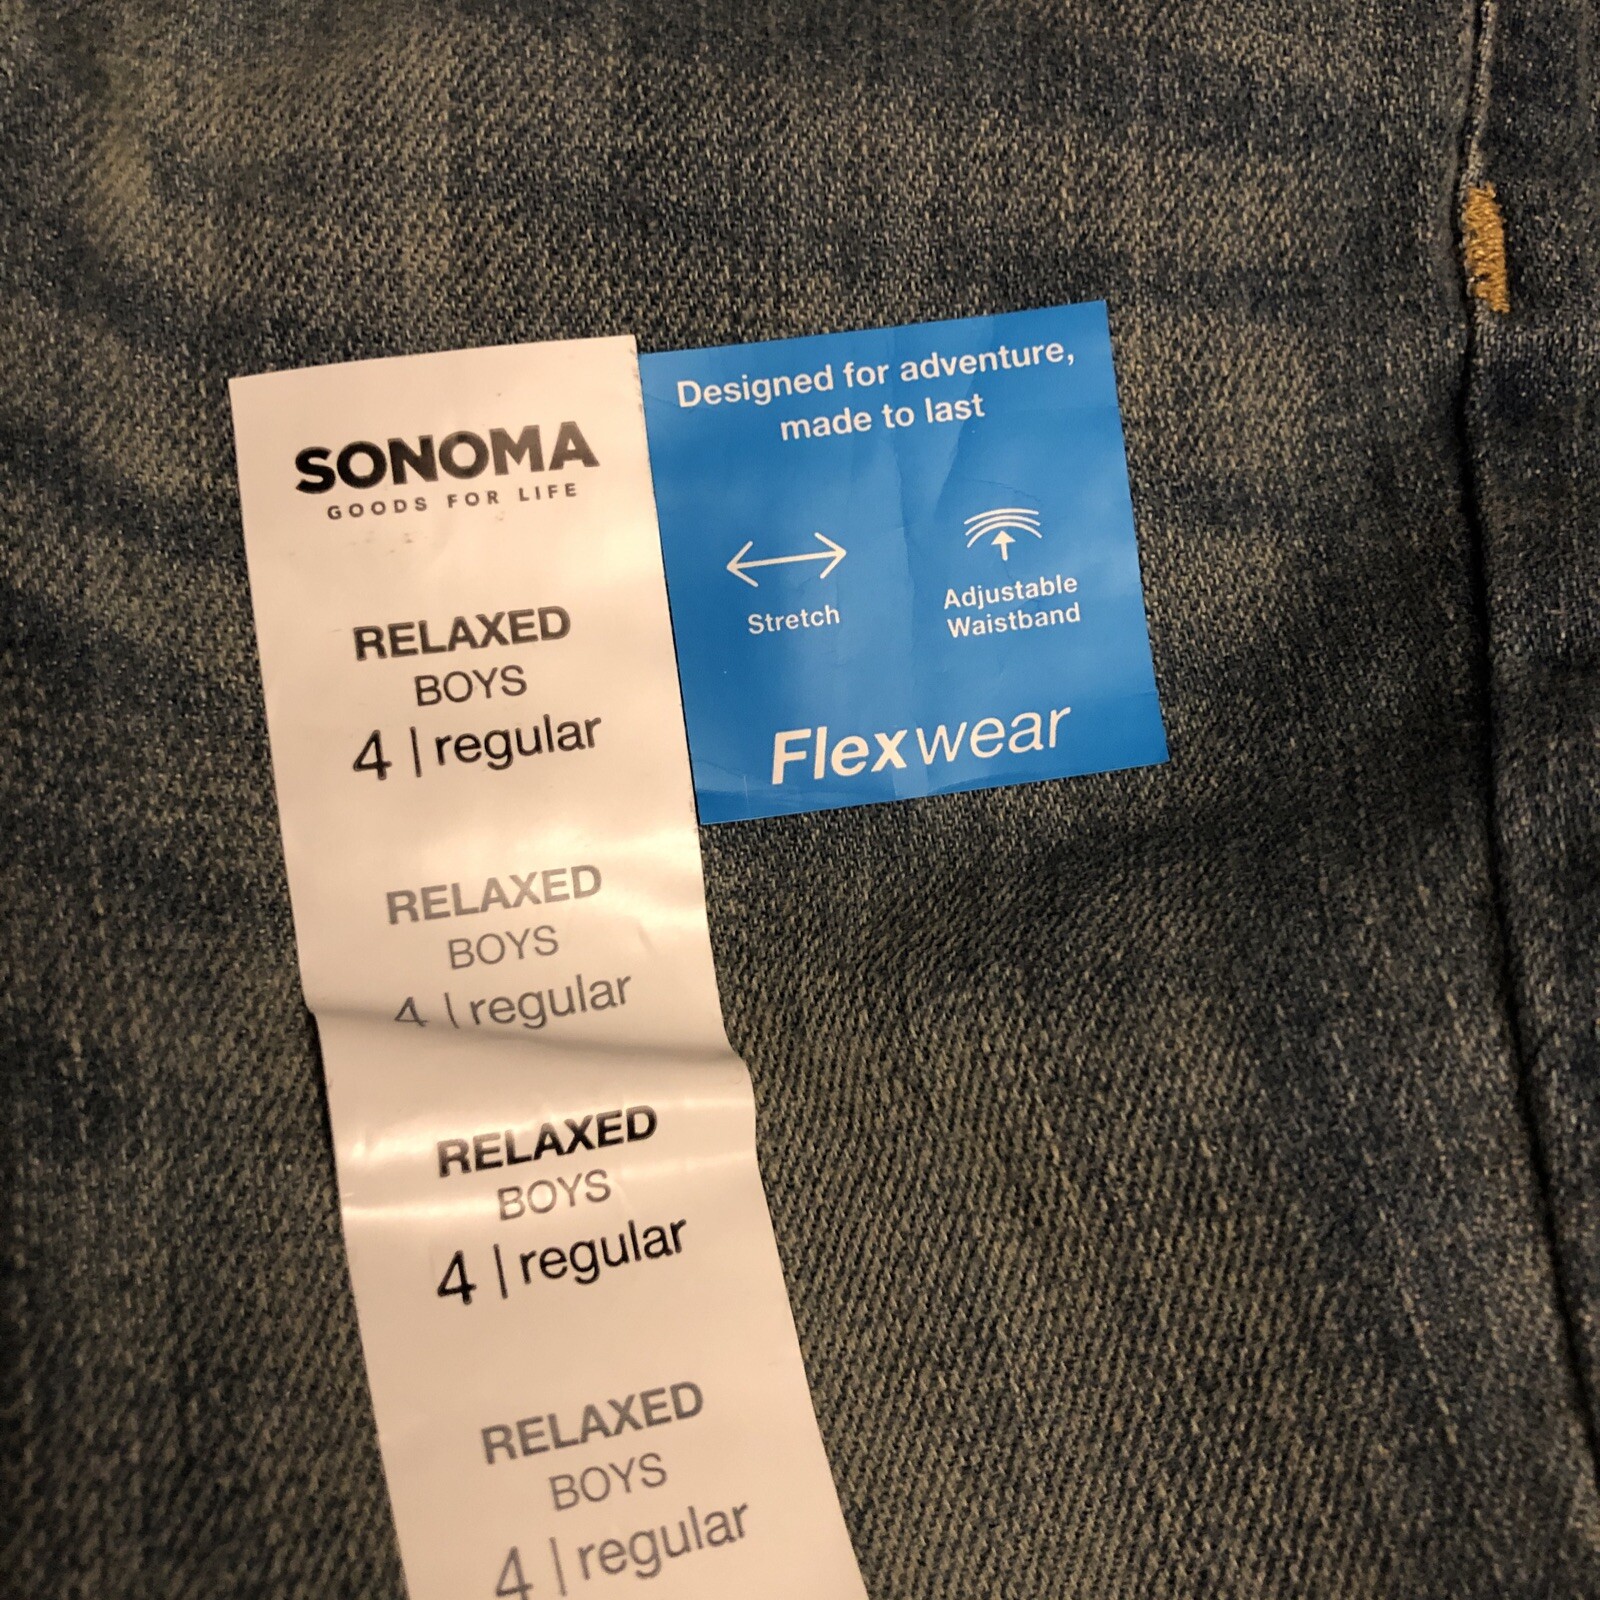 SONOMA
GOODS FOR LIFE
RELAXED
BOYS
4 | regular
RELAXED
BOYS
4 | regular
RELAXED
BOYS
4 | regular
RELAXED
BOYS
4 | regular
Designed for adventure,
made to last
Stretch
Adjustable
Waistband
Flexwear